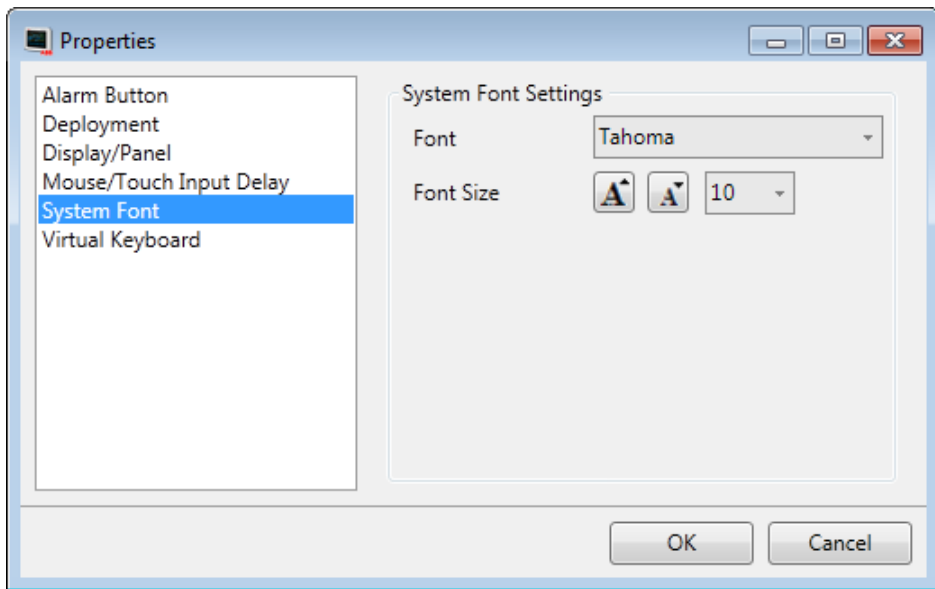 Properties
Alarm Button
Deployment
Display/Panel
Mouse/Touch Input Delay
System Font
Virtual Keyboard
System Font Settings
Font Tahoma
Font Size A A 10
OK Cancel